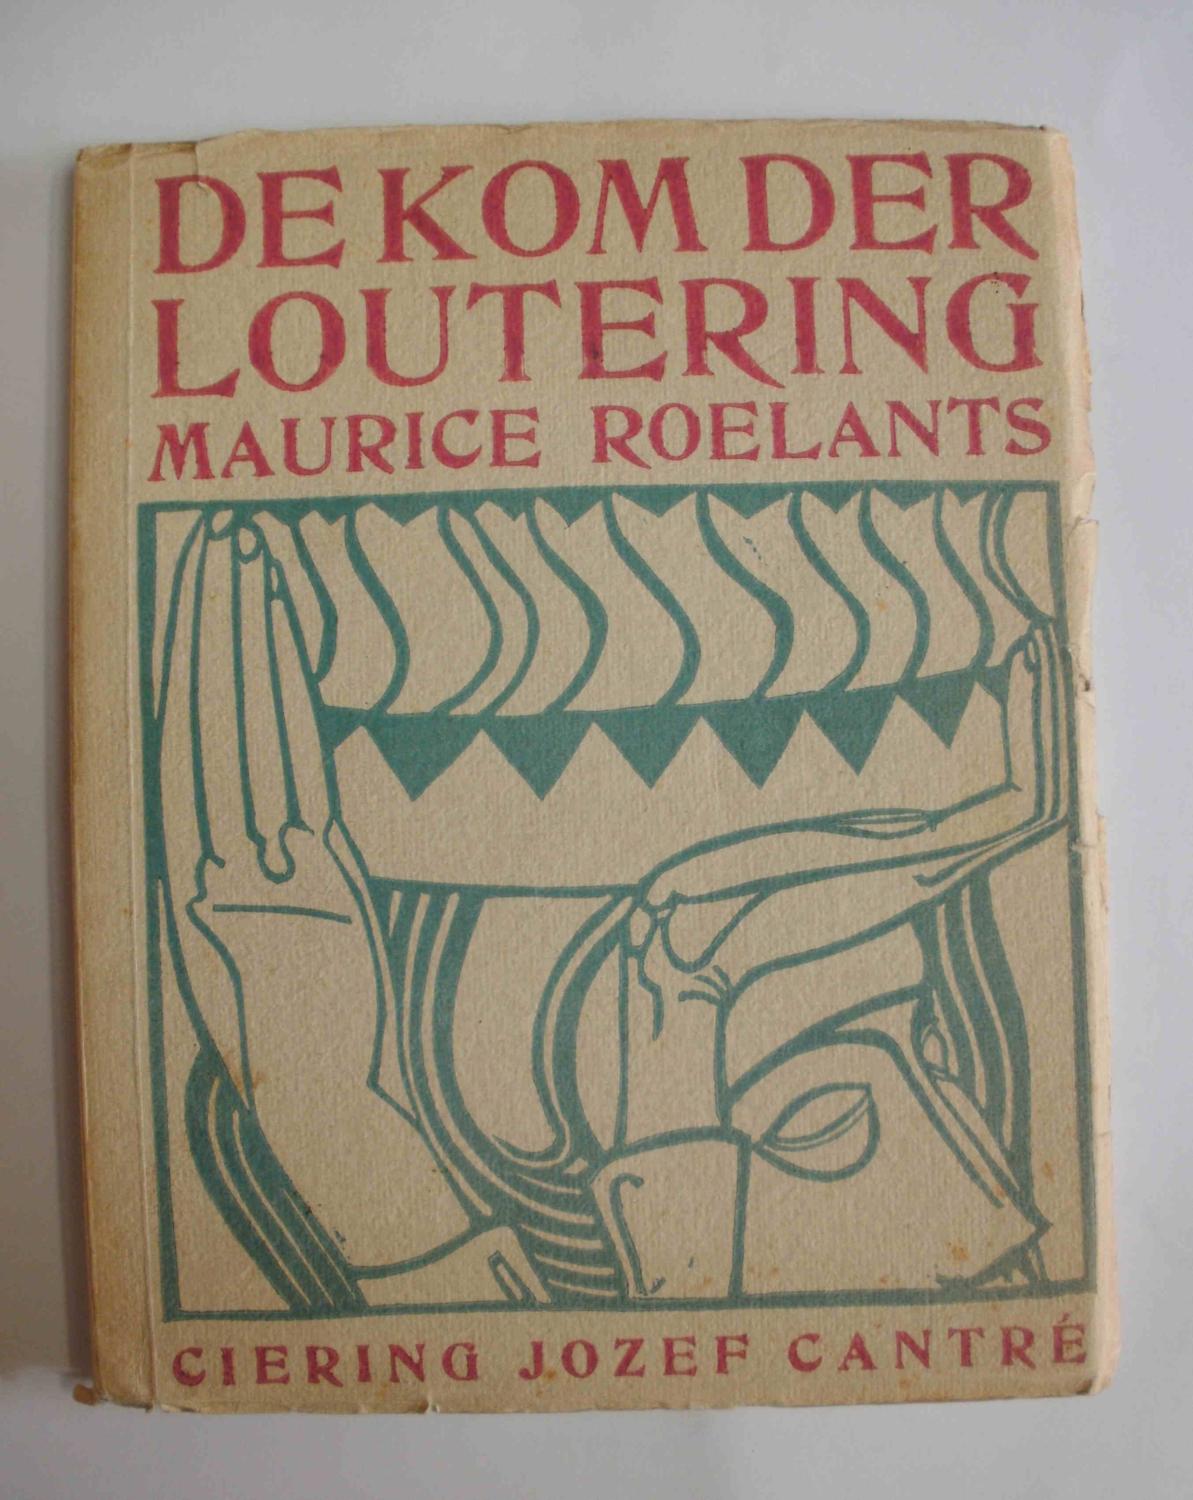 DE KOM DER
LOUTERING
MAURICE ROELANTS
CIERING JOZEF CANTRÉ